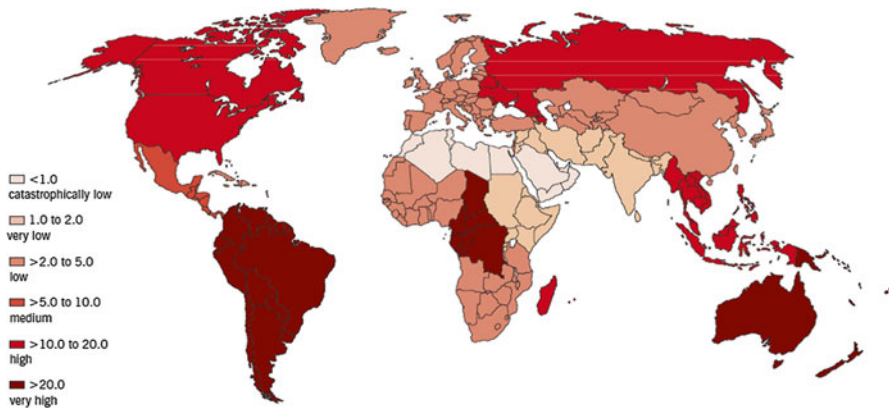 <1.0
catastrophically low
1.0 to 2.0
very low
>2.0 to 5.0
low
>5.0 to 10.0
medium
>10.0 to 20.0
high
>20.0
very high